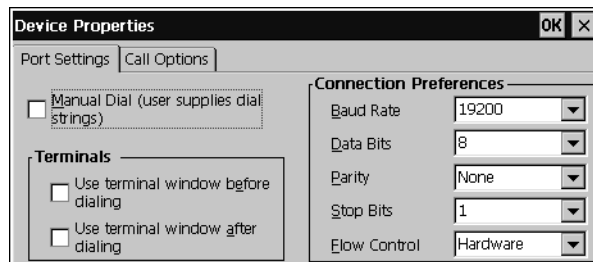 Device Properties OK ×
Port Settings Call Options
Manual Dial (user supplies dial
strings)
Terminals
Use terminal window before
dialing
Use terminal window after
dialing
Connection Preferences
Baud Rate 19200
Data Bits 8
Parity None
Stop Bits 1
Flow Control Hardware